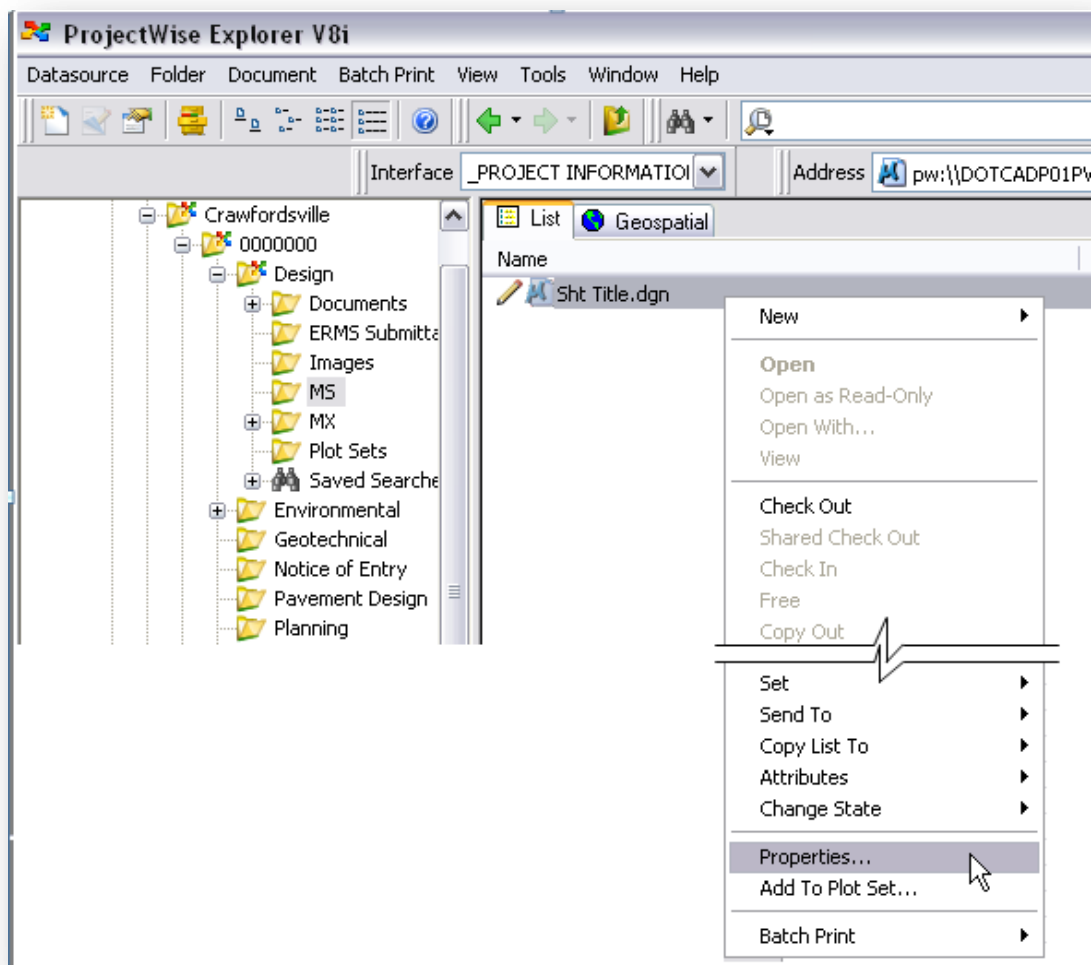 ProjectWise Explorer V8i
Datasource Folder Document Batch Print View Tools Window Help
Interface _PROJECT INFORMATIO Address pw:\\DOTCADP01PW
Crawfordsville
0000000
Design
Documents
ERMS Submitta
Images
MS
MX
Plot Sets
Saved Searche
Environmental
Geotechnical
Notice of Entry
Pavement Design
Planning
List Geospatial
Name
Sht Title.dgn
New
Open
Open as Read-Only
Open With...
View
Check Out
Shared Check Out
Check In
Free
Copy Out
Set
Send To
Copy List To
Attributes
Change State
Properties...
Add To Plot Set...
Batch Print